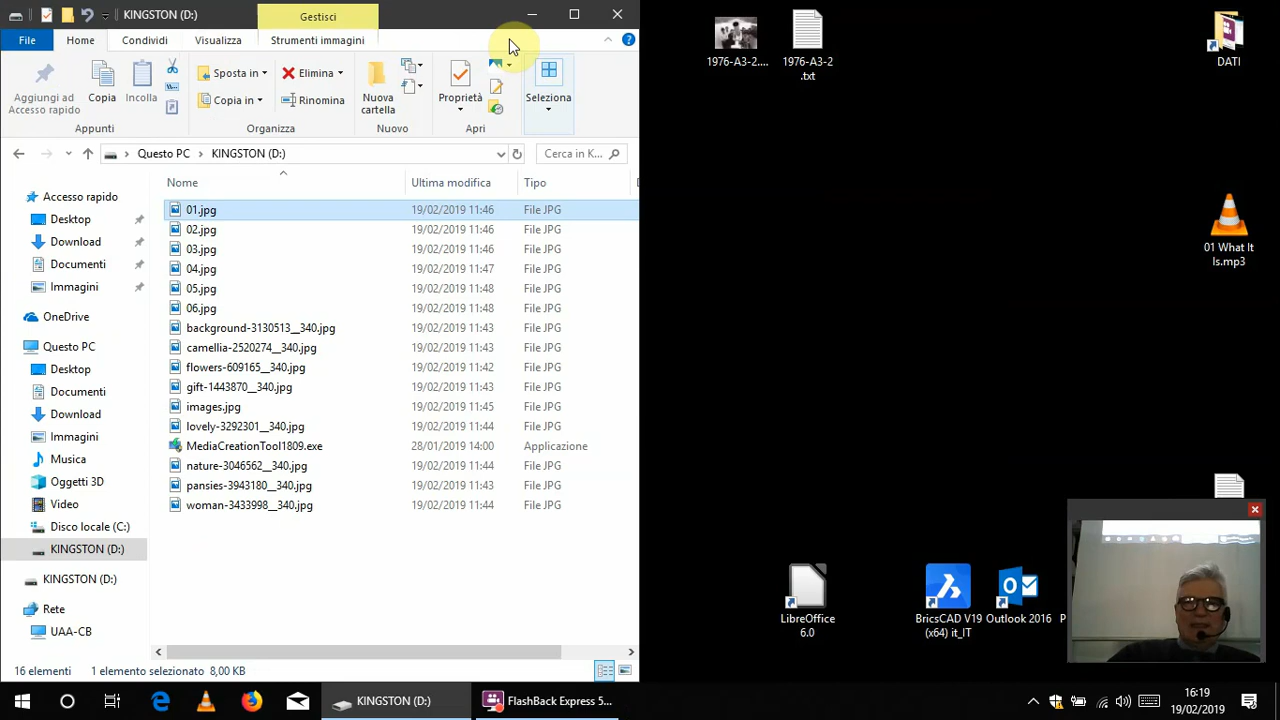 KINGSTON (D:)
Gestisci
File
Home
Condividi
Visualizza
Strumenti immagini
Aggiungi ad
Accesso rapido
Copia
Incolla
Sposta in
Copia in
Elimina
Rinomina
Nuova
cartella
Proprietà
Seleziona
Appunti
Organizza
Nuovo
Apri
Questo PC
KINGSTON (D:)
Cerca in K...
Nome
Ultima modifica
Tipo
Accesso rapido
Desktop
Download
Documenti
Immagini
OneDrive
Questo PC
Desktop
Documenti
Download
Immagini
Musica
Oggetti 3D
Video
Disco locale (C:)
KINGSTON (D:)
KINGSTON (D:)
Rete
UAA-CB
01.jpg 19/02/2019 11:46 File JPG
02.jpg 19/02/2019 11:46 File JPG
03.jpg 19/02/2019 11:46 File JPG
04.jpg 19/02/2019 11:47 File JPG
05.jpg 19/02/2019 11:48 File JPG
06.jpg 19/02/2019 11:48 File JPG
background-3130513__340.jpg 19/02/2019 11:43 File JPG
camellia-2520274__340.jpg 19/02/2019 11:43 File JPG
flowers-609165__340.jpg 19/02/2019 11:42 File JPG
gift-1443870__340.jpg 19/02/2019 11:43 File JPG
images.jpg 19/02/2019 11:45 File JPG
lovely-3292301__340.jpg 19/02/2019 11:44 File JPG
MediaCreationTool1809.exe 28/01/2019 14:00 Applicazione
nature-3046562__340.jpg 19/02/2019 11:44 File JPG
pansies-3943180__340.jpg 19/02/2019 11:43 File JPG
woman-3433998__340.jpg 19/02/2019 11:44 File JPG
16 elementi
1 elemento selezionato 8,00 KB
1976-A3-2....
1976-A3-2
.txt
DATI
01 What It
Is.mp3
LibreOffice
6.0
BricsCAD V19
(x64) it_IT
Outlook 2016
P
KINGSTON (D:)
FlashBack Express 5...
16:19
19/02/2019